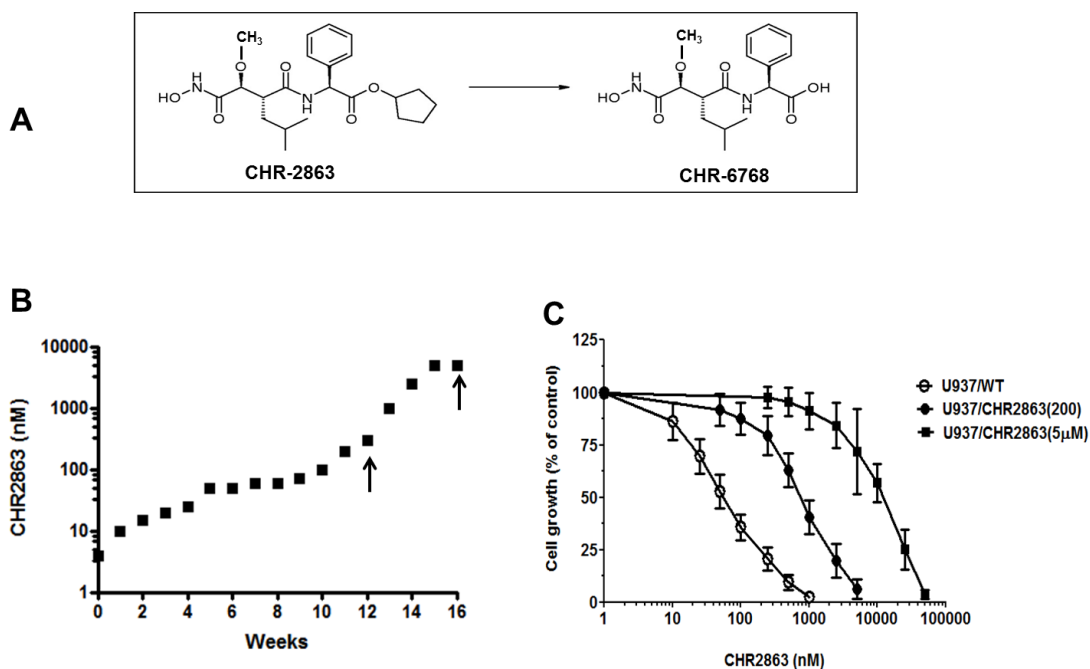 A
CH₃
O
H
N
HO
O
O
N
H
O
O
CHR-2863
CH₃
O
H
N
HO
O
O
N
H
OH
O
CHR-6768
B
CHR2863 (nM)
10000
1000
100
10
1
0 2 4 6 8 10 12 14 16
Weeks
C
Cell growth (% of control)
125
100
75
50
25
0
1 10 100 1000 10000 100000
CHR2863 (nM)
U937/WT
U937/CHR2863(200)
U937/CHR2863(5μM)